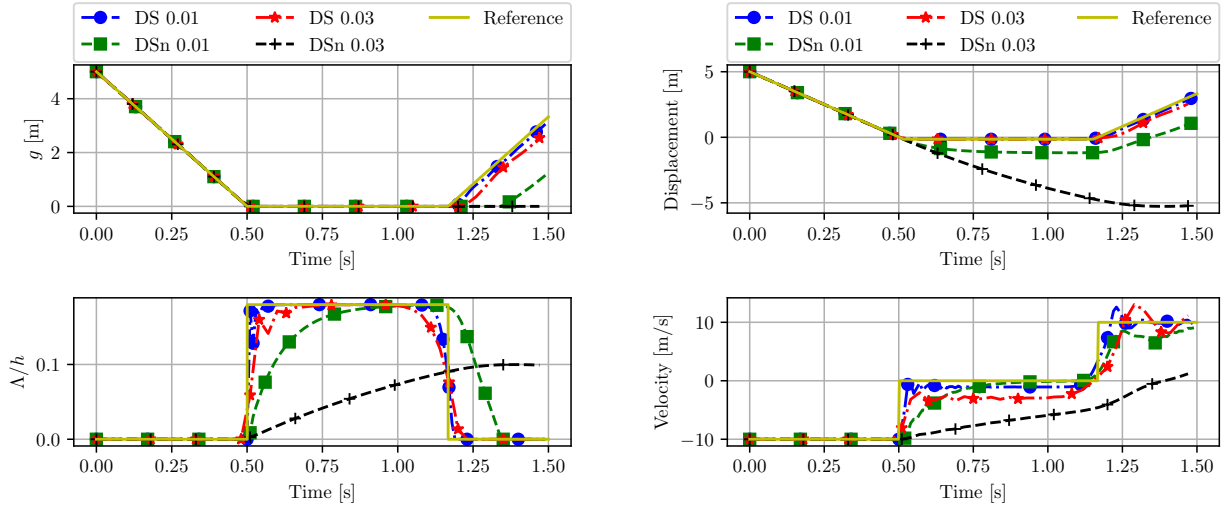 DS 0.01 DS 0.03 Reference
DSn 0.01 DSn 0.03
g [m]
4
2
0
0.00 0.25 0.50 0.75 1.00 1.25 1.50
Time [s]
DS 0.01 DS 0.03 Reference
DSn 0.01 DSn 0.03
Displacement [m]
5
0
−5
0.00 0.25 0.50 0.75 1.00 1.25 1.50
Time [s]
Λ/h
0.1
0.0
0.00 0.25 0.50 0.75 1.00 1.25 1.50
Time [s]
Velocity [m/s]
10
0
−10
0.00 0.25 0.50 0.75 1.00 1.25 1.50
Time [s]